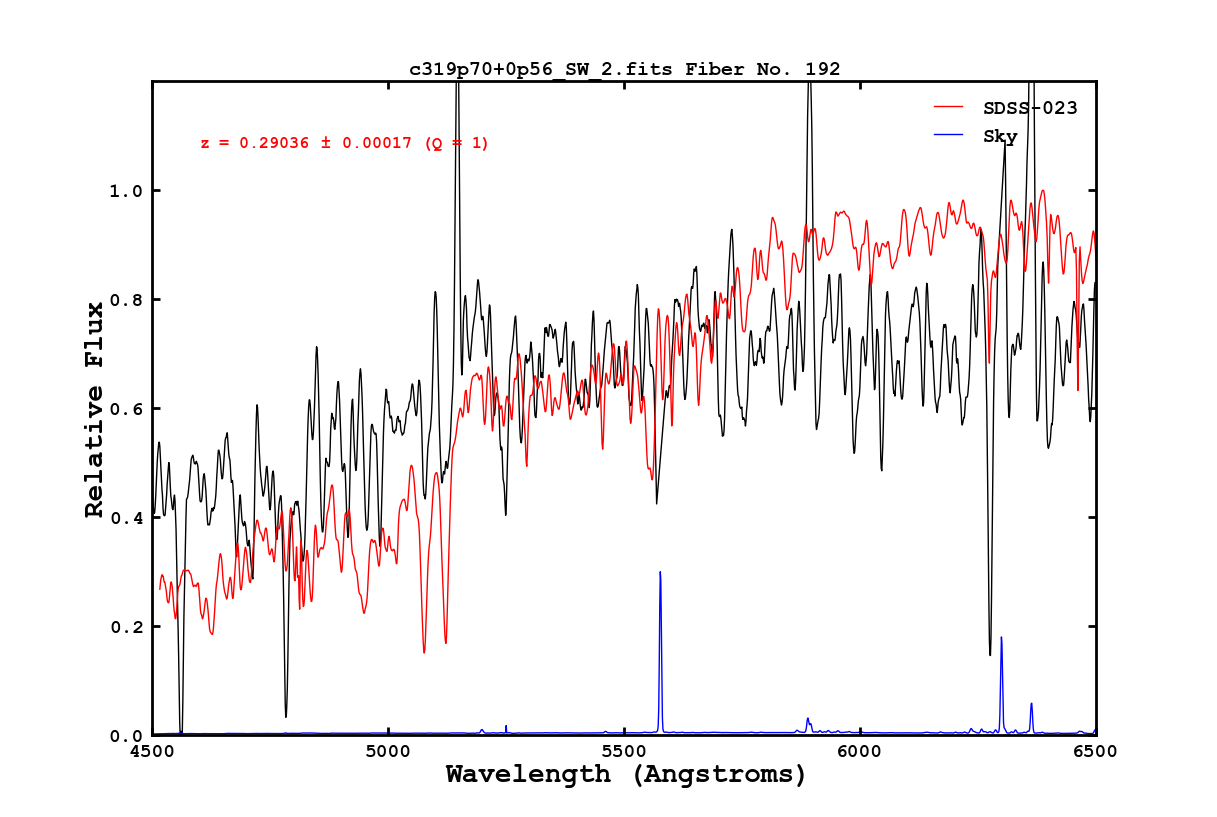 c319p70+0p56_SW_2.fits Fiber No. 192
SDSS-023
Sky
z = 0.29036 ± 0.00017 (Q = 1)
1.0
0.8
0.6
0.4
0.2
0.0
Relative Flux
4500 5000 5500 6000 6500
Wavelength (Angstroms)